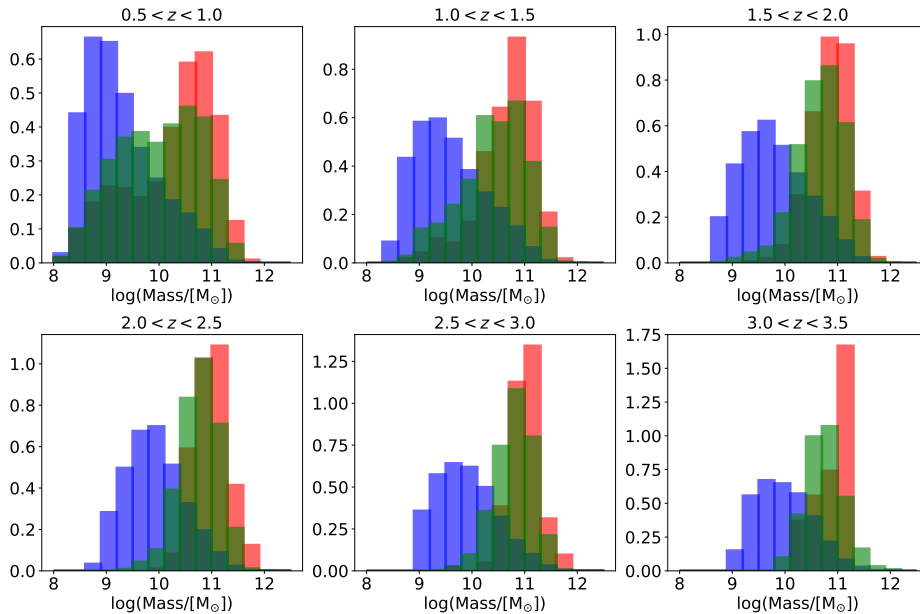 0.5 < z < 1.0
1.0 < z < 1.5
1.5 < z < 2.0
0.6
0.5
0.4
0.3
0.2
0.1
0.0
0.8
0.6
0.4
0.2
0.0
1.0
0.8
0.6
0.4
0.2
0.0
8 9 10 11 12
8 9 10 11 12
8 9 10 11 12
log(Mass/[M☉])
log(Mass/[M☉])
log(Mass/[M☉])
2.0 < z < 2.5
2.5 < z < 3.0
3.0 < z < 3.5
1.0
0.8
0.6
0.4
0.2
0.0
1.25
1.00
0.75
0.50
0.25
0.00
1.75
1.50
1.25
1.00
0.75
0.50
0.25
0.00
8 9 10 11 12
8 9 10 11 12
8 9 10 11 12
log(Mass/[M☉])
log(Mass/[M☉])
log(Mass/[M☉])